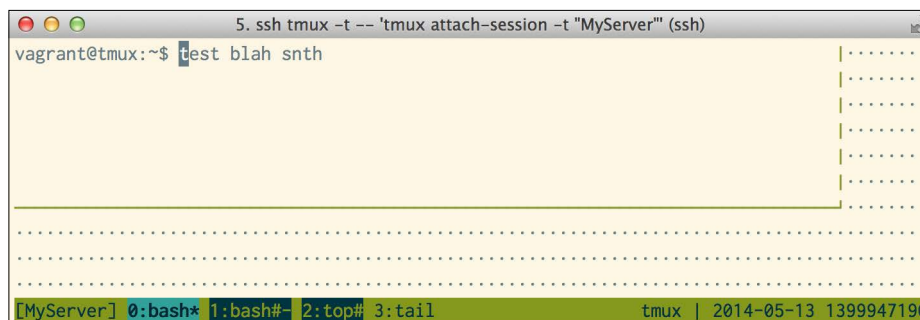 5. ssh tmux -t -- 'tmux attach-session -t "MyServer"' (ssh)
vagrant@tmux:~$ test blah snth
[MyServer] 0:bash* 1:bash#- 2:top# 3:tail tmux | 2014-05-13 139994719